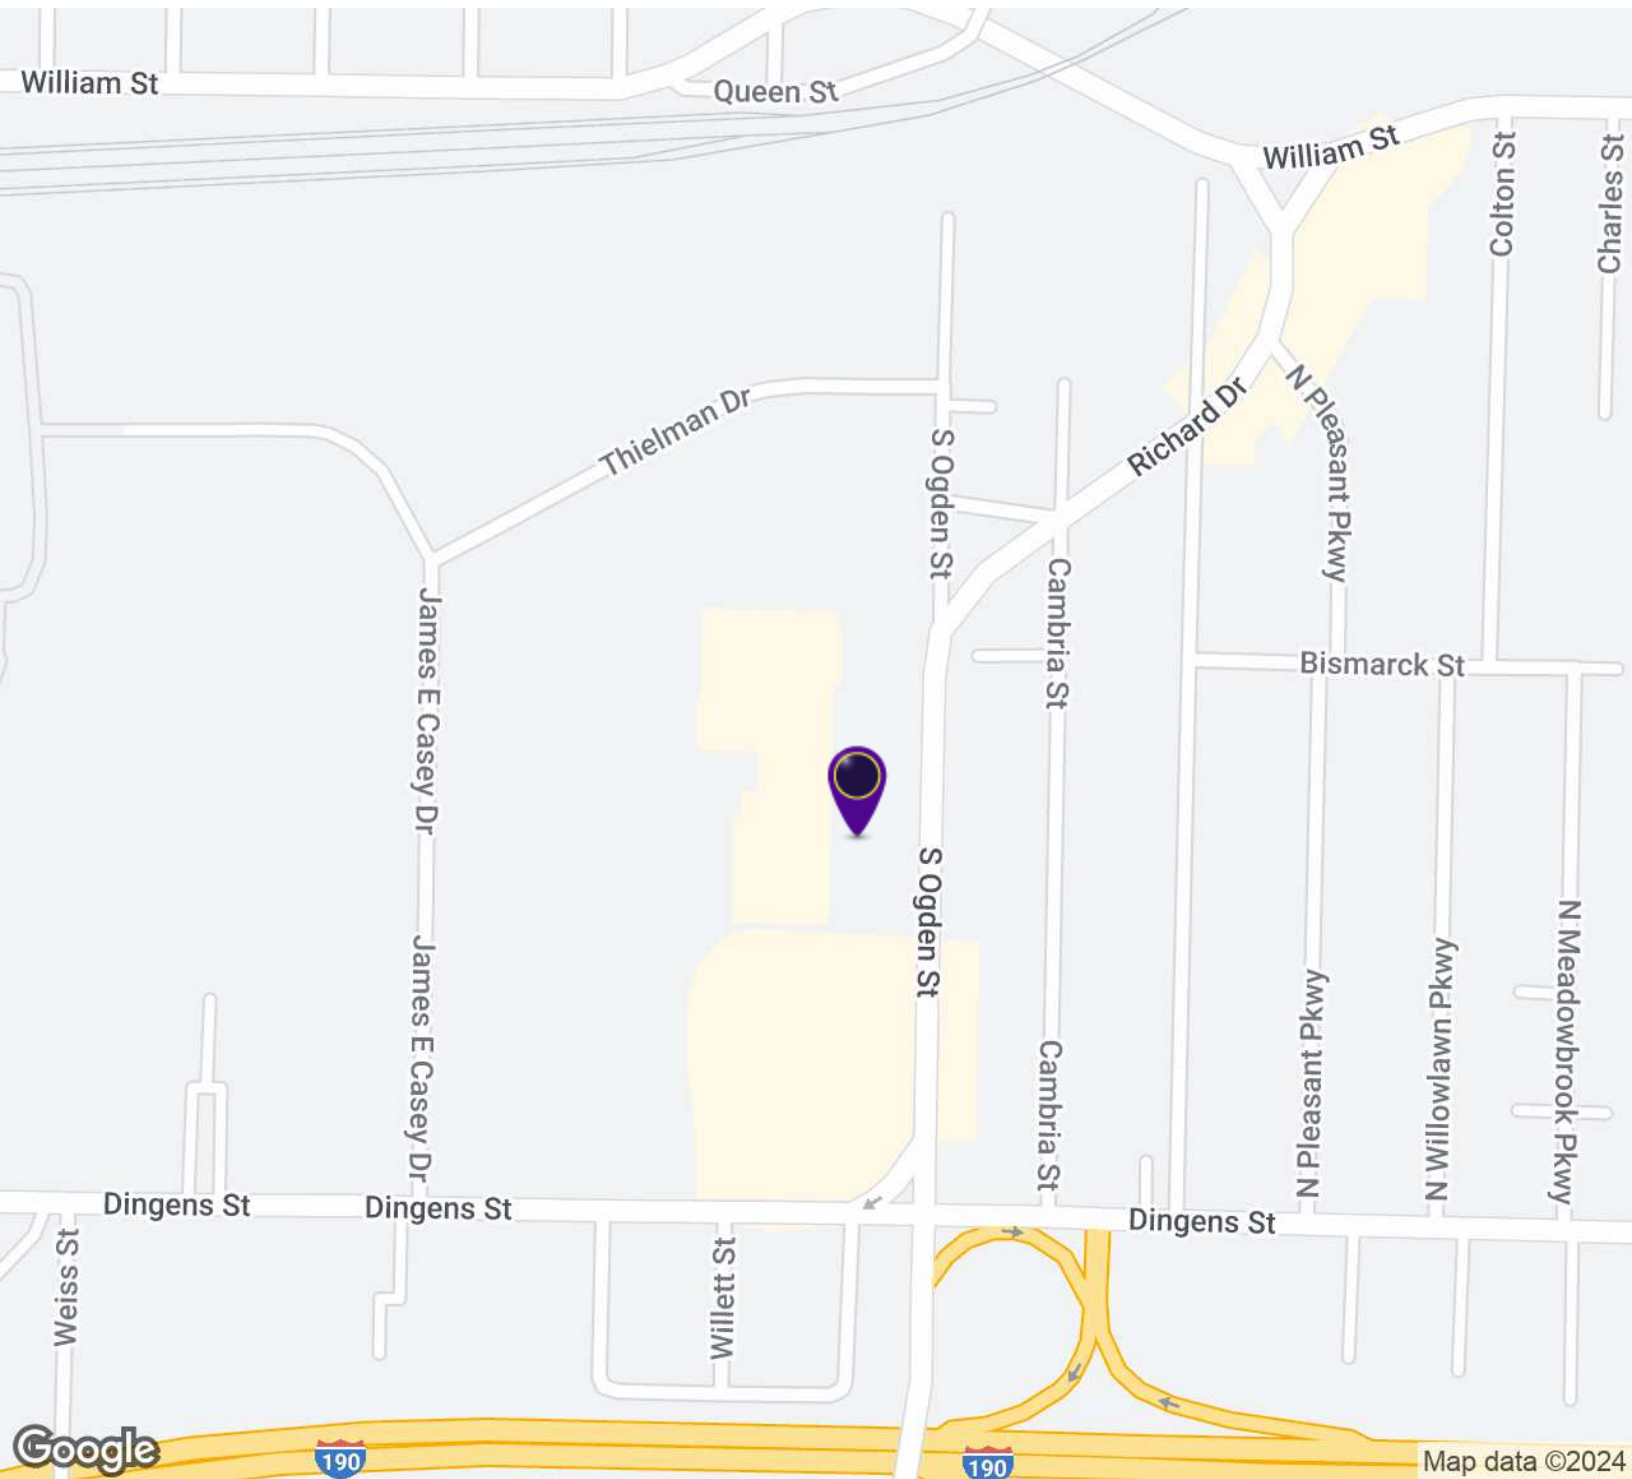 William St
Queen St
William St
Colton St
Charles St
Thielman Dr
Richard Dr
N Pleasant Pkwy
S Ogden St
James E Casey Dr
Cambria St
Bismarck St
S Ogden St
N Meadowbrook Pkwy
James E Casey Dr
N Willowlawn Pkwy
N Pleasant Pkwy
Cambria St
Dingens St
Dingens St
Dingens St
Weiss St
Willett St
Google
190
190
Map data ©2024